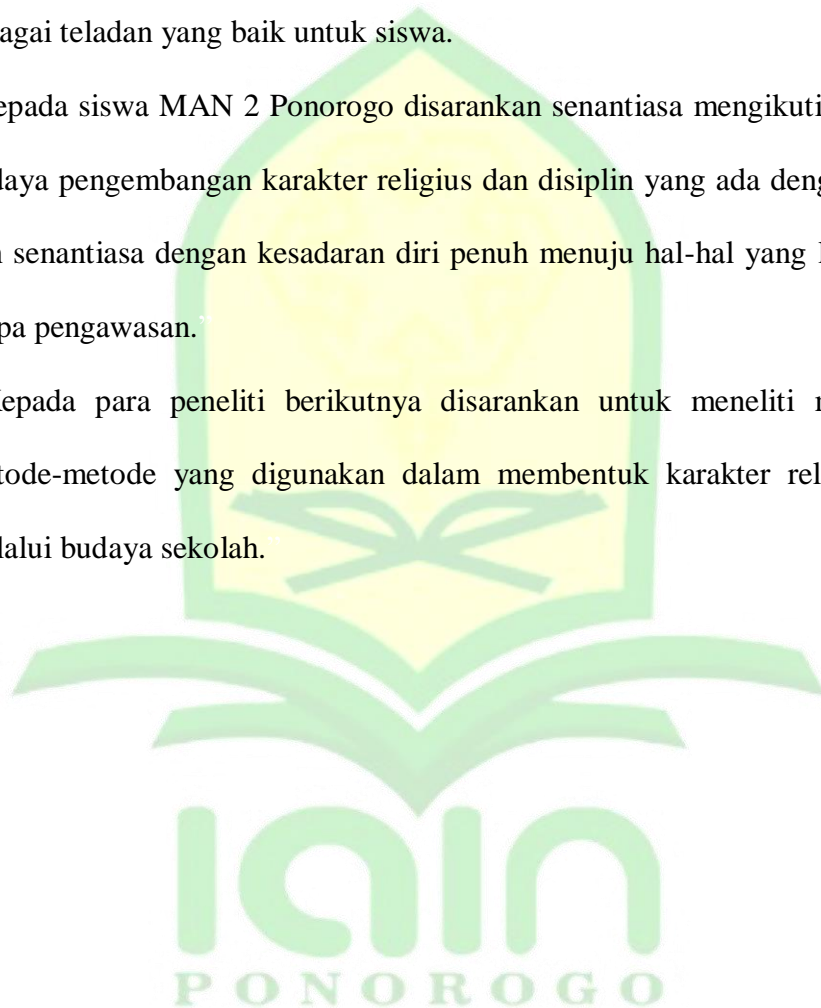 agai teladan yang baik untuk siswa.
epada siswa MAN 2 Ponorogo disarankan senantiasa mengikuti
daya pengembangan karakter religius dan disiplin yang ada deng
senantiasa dengan kesadaran diri penuh menuju hal-hal yang
pa pengawasan.”
Kepada para peneliti berikutnya disarankan untuk meneliti
tode-metode yang digunakan dalam membentuk karakter rel
lalui budaya sekolah.
iain
PONOROGO